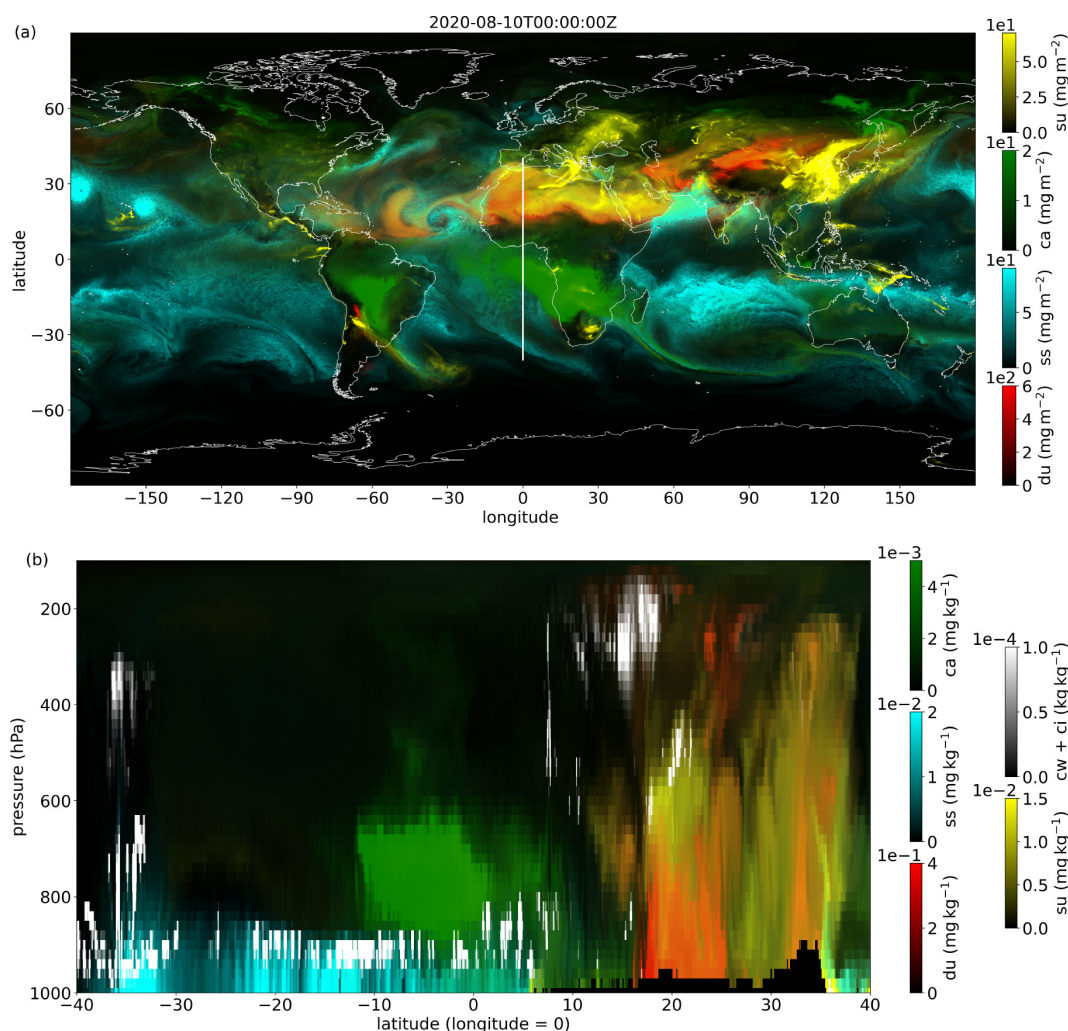 2020-08-10T00:00:00Z
(a)
latitude
60
30
0
−30
−60
−150
−120
−90
−60
−30
0
30
60
90
120
150
longitude
1e1
5.0
2.5
0.0
su (mg m−2)
1e1
2
1
0
ca (mg m−2)
1e1
5
0
ss (mg m−2)
1e2
6
4
2
0
du (mg m−2)
(b)
pressure (hPa)
200
400
600
800
1000
−40
−30
−20
−10
0
10
20
30
40
latitude (longitude = 0)
1e−3
4
2
0
ca (mg kg−1)
1e−2
2
1
0
ss (mg kg−1)
1e−1
4
2
0
du (mg kg−1)
1e−4
1.0
0.5
0.0
cw + ci (kg kg−1)
1e−2
1.5
1.0
0.5
0.0
su (mg kg−1)